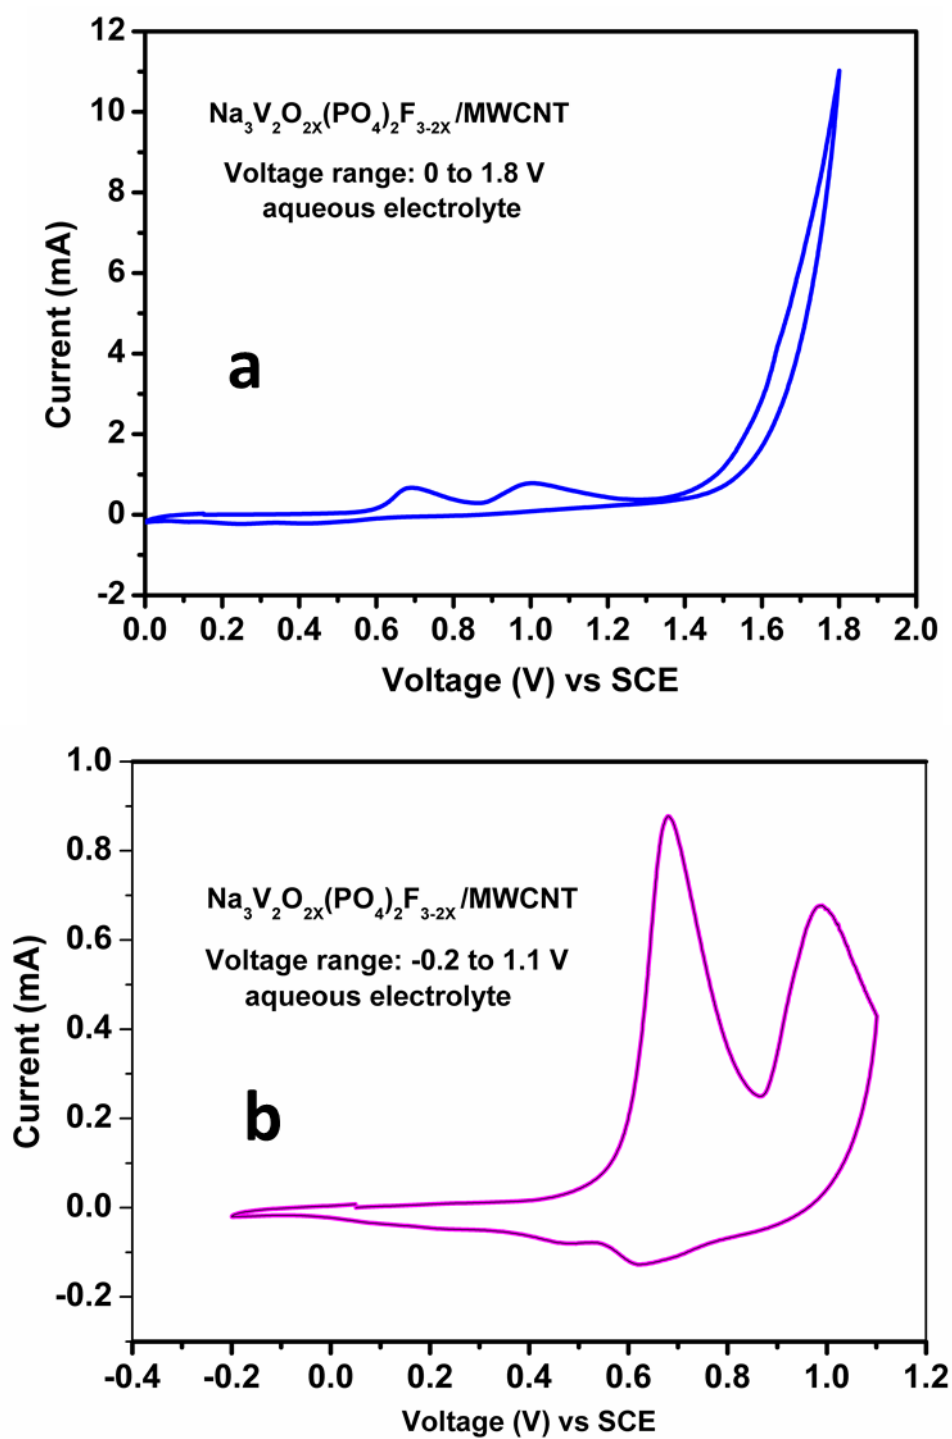 12
10
8
6
4
2
0
-2
Current (mA)
Na₃V₂O₂ₓ(PO₄)₂F₃₋₂ₓ/MWCNT
Voltage range: 0 to 1.8 V
aqueous electrolyte
a
0.0 0.2 0.4 0.6 0.8 1.0 1.2 1.4 1.6 1.8 2.0
Voltage (V) vs SCE
1.0
0.8
0.6
0.4
0.2
0.0
-0.2
Current (mA)
Na₃V₂O₂ₓ(PO₄)₂F₃₋₂ₓ/MWCNT
Voltage range: -0.2 to 1.1 V
aqueous electrolyte
b
-0.4 -0.2 0.0 0.2 0.4 0.6 0.8 1.0 1.2
Voltage (V) vs SCE